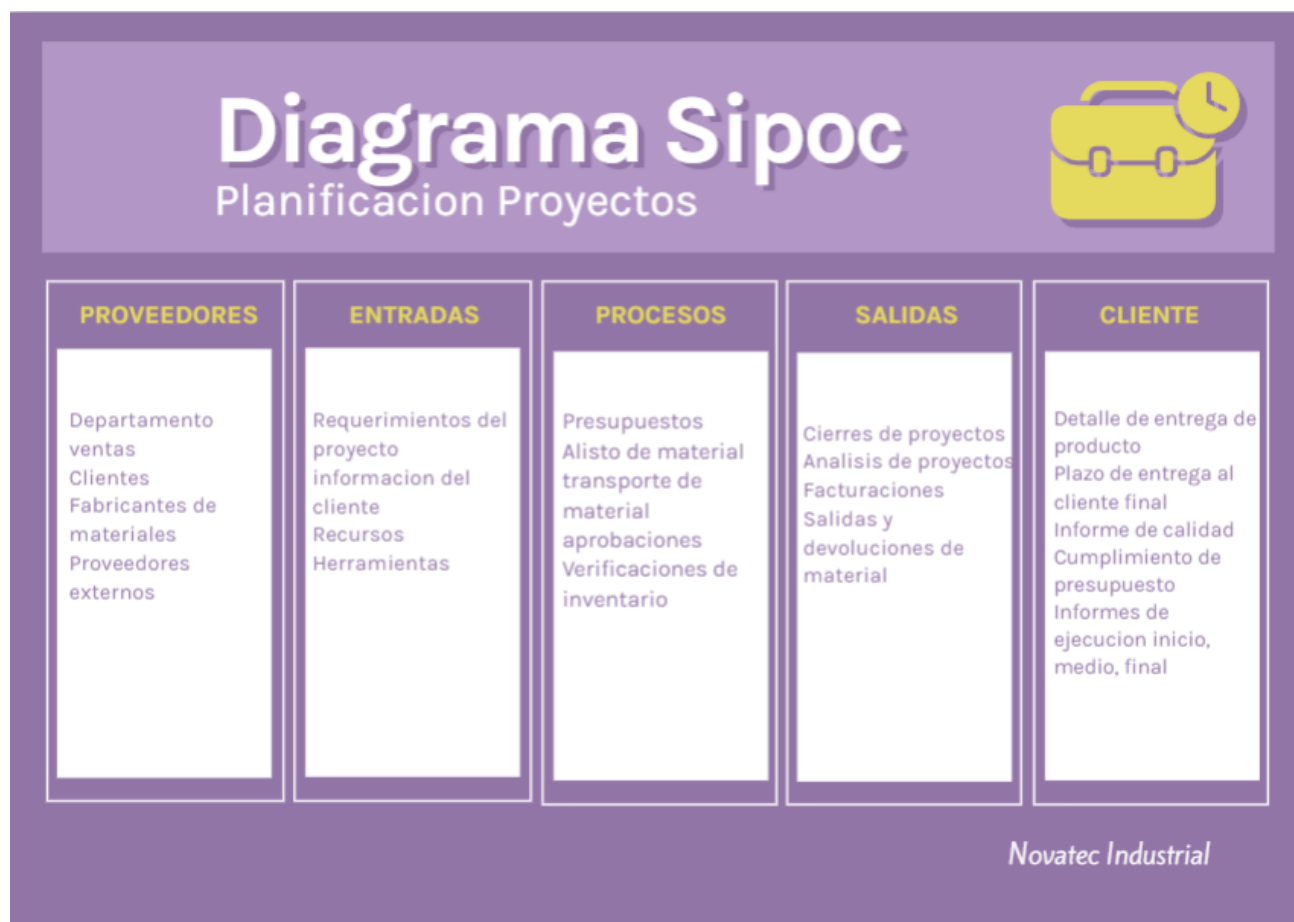 Diagrama Sipoc
Planificacion Proyectos
PROVEEDORES
Departamento
ventas
Clientes
Fabricantes de
materiales
Proveedores
externos
ENTRADAS
Requerimientos del
proyecto
informacion del
cliente
Recursos
Herramientas
PROCESOS
Presupuestos
Alisto de material
transporte de
material
aprobaciones
Verificaciones de
inventario
SALIDAS
Cierres de proyectos
Analisis de proyectos
Facturaciones
Salidas y
devoluciones de
material
CLIENTE
Detalle de entrega de
producto
Plazo de entrega al
cliente final
Informe de calidad
Cumplimiento de
presupuesto
Informes de
ejecucion inicio,
medio, final
Novatec Industrial